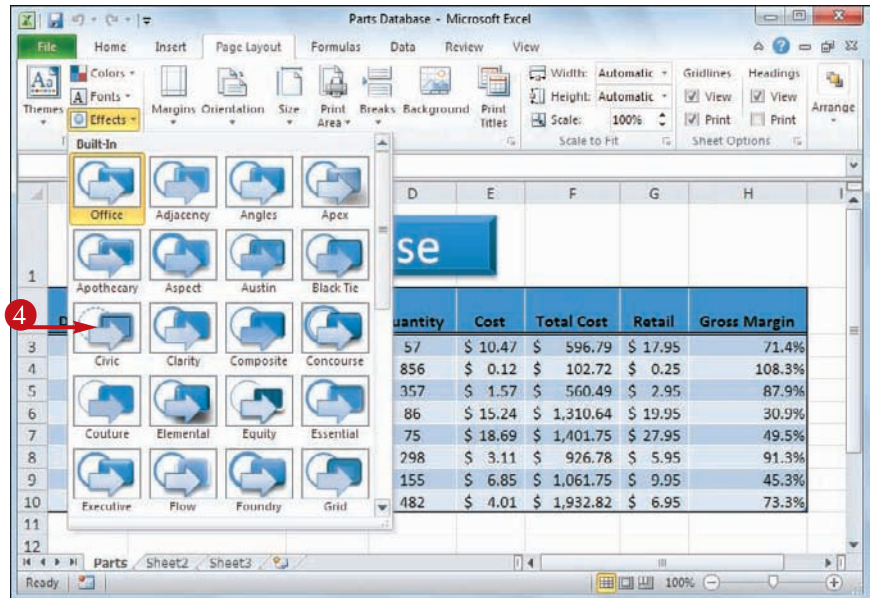 Parts Database - Microsoft Excel
File Home Insert Page Layout Formulas Data Review View
Colors
Fonts
Effects
Themes
Margins Orientation Size Print Area Breaks Background Print Titles
Width: Automatic
Height: Automatic
Scale: 100%
Scale to Fit
Gridlines Headings
View View
Print Print
Sheet Options
Arrange
Built-In
Office Adjacency Angles Apex
Apothecary Aspect Austin Black Tie
Civic Clarity Composite Concourse
Couture Elemental Equity Essential
Executive Flow Foundry Grid
4
D E F G H I
1 se
D uantity Cost Total Cost Retail Gross Margin
3 57 $ 10.47 $ 596.79 $ 17.95 71.4%
4 856 $ 0.12 $ 102.72 $ 0.25 108.3%
5 357 $ 1.57 $ 560.49 $ 2.95 87.9%
6 86 $ 15.24 $ 1,310.64 $ 19.95 30.9%
7 75 $ 18.69 $ 1,401.75 $ 27.95 49.5%
8 298 $ 3.11 $ 926.78 $ 5.95 91.3%
9 155 $ 6.85 $ 1,061.75 $ 9.95 45.3%
10 482 $ 4.01 $ 1,932.82 $ 6.95 73.3%
11
12
Parts Sheet2 Sheet3
Ready 100%